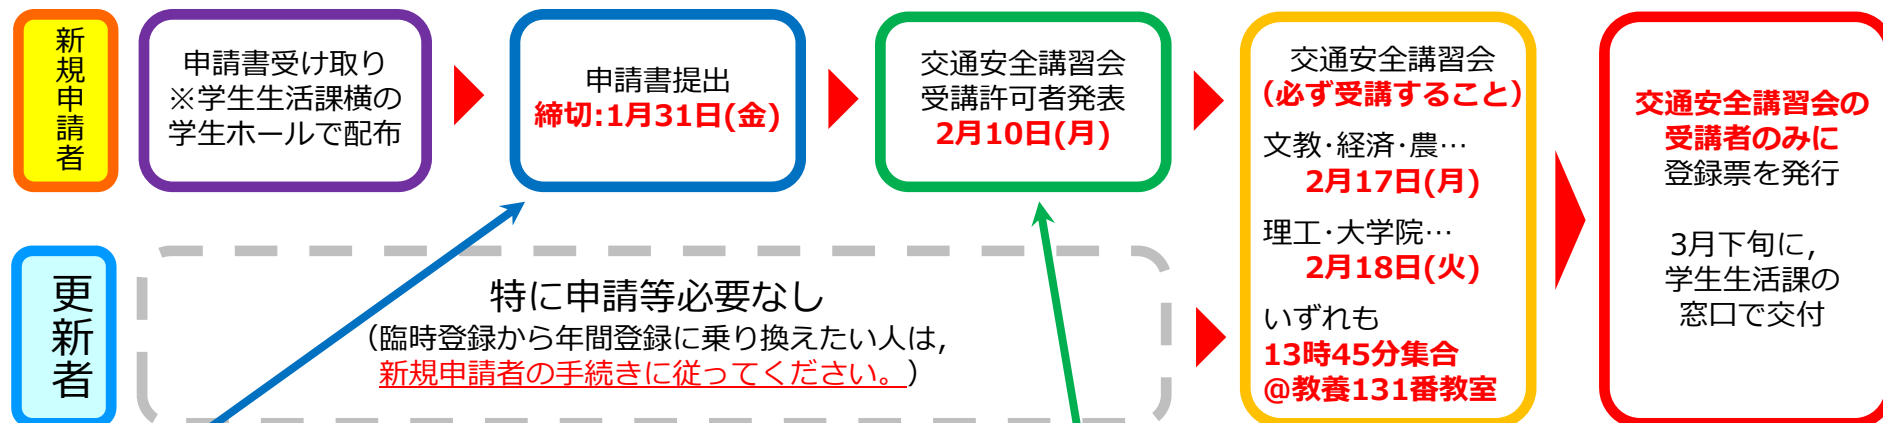 新規申請者
申請書受け取り
※学生生活課横の
学生ホールで配布
申請書提出
締切:1月31日(金)
交通安全講習会
受講許可者発表
2月10日(月)
交通安全講習会
(必ず受講すること)
文教･経済･農…
2月17日(月)
理工･大学院…
2月18日(火)
いずれも
13時45分集合
@教養131番教室
交通安全講習会の
受講者のみに
登録票を発行
3月下旬に,
学生生活課の
窓口で交付
更新者
特に申請等必要なし
(臨時登録から年間登録に乗り換えたい人は,
新規申請者の手続きに従ってください。)